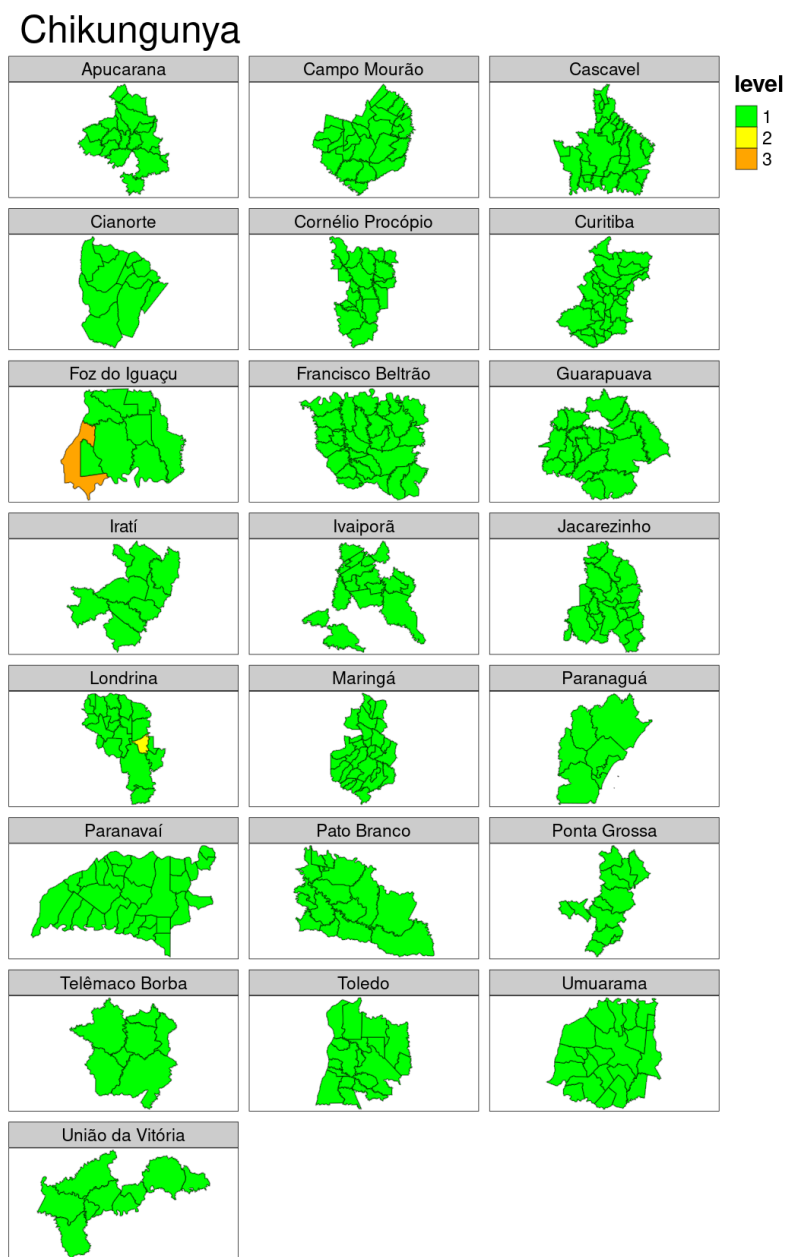 Chikungunya
Apucarana
Campo Mourão
Cascavel
level
1
2
3
Cianorte
Cornélio Procópio
Curitiba
Foz do Iguaçu
Francisco Beltrão
Guarapuava
Iratí
Ivaiporã
Jacarezinho
Londrina
Maringá
Paranaguá
Paranavaí
Pato Branco
Ponta Grossa
Telêmaco Borba
Toledo
Umuarama
União da Vitória